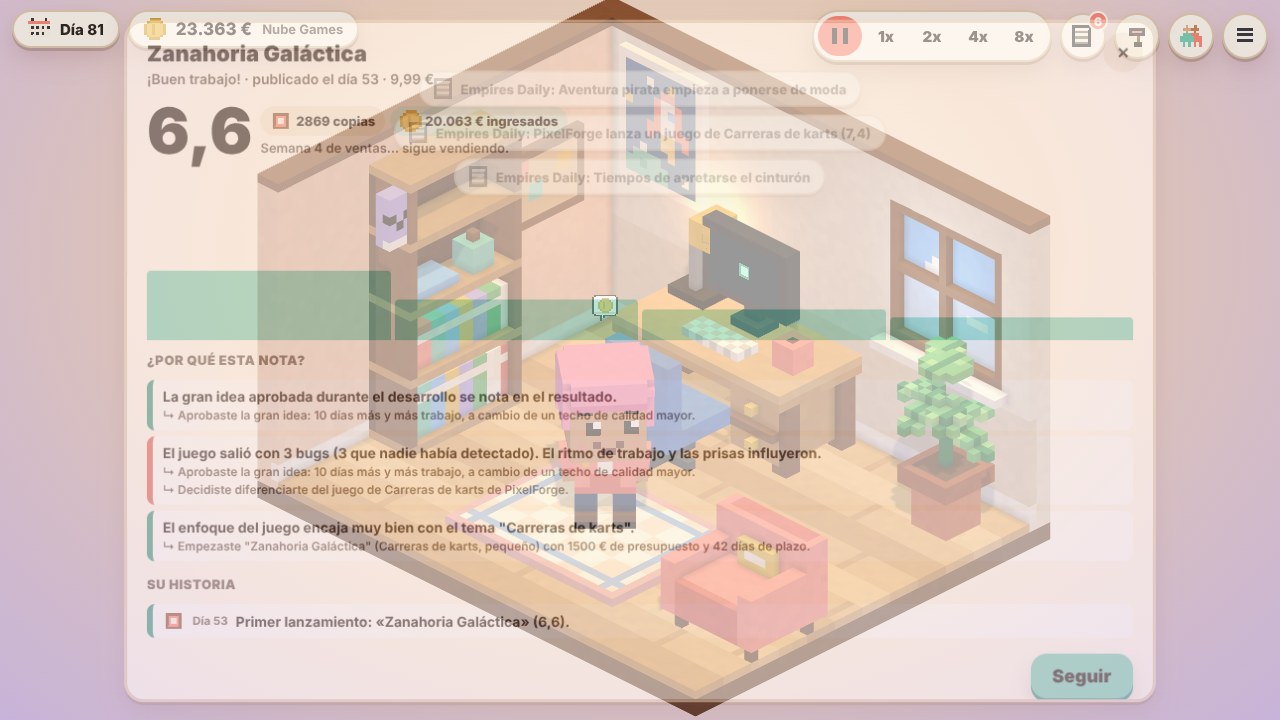 Día 81
23.363 €
Nube Games
1x
2x
4x
8x
6
Zanahoria Galáctica
×
¡Buen trabajo! · publicado el día 53 · 9,99 €
Empires Daily: Aventura pirata empieza a ponerse de moda
6,6
2869 copias
20.063 € ingresados
Empires Daily: PixelForge lanza un juego de Carreras de karts (7,4)
Semana 4 de ventas... sigue vendiendo.
Empires Daily: Tiempos de apretarse el cinturón
¿POR QUÉ ESTA NOTA?
La gran idea aprobada durante el desarrollo se nota en el resultado.
↳ Aprobaste la gran idea: 10 días más y más trabajo, a cambio de un techo de calidad mayor.
El juego salió con 3 bugs (3 que nadie había detectado). El ritmo de trabajo y las prisas influyeron.
↳ Aprobaste la gran idea: 10 días más y más trabajo, a cambio de un techo de calidad mayor.
↳ Decidiste diferenciarte del juego de Carreras de karts de PixelForge.
El enfoque del juego encaja muy bien con el tema "Carreras de karts".
↳ Empezaste "Zanahoria Galáctica" (Carreras de karts, pequeño) con 1500 € de presupuesto y 42 días de plazo.
SU HISTORIA
Día 53 Primer lanzamiento: «Zanahoria Galáctica» (6,6).
Seguir